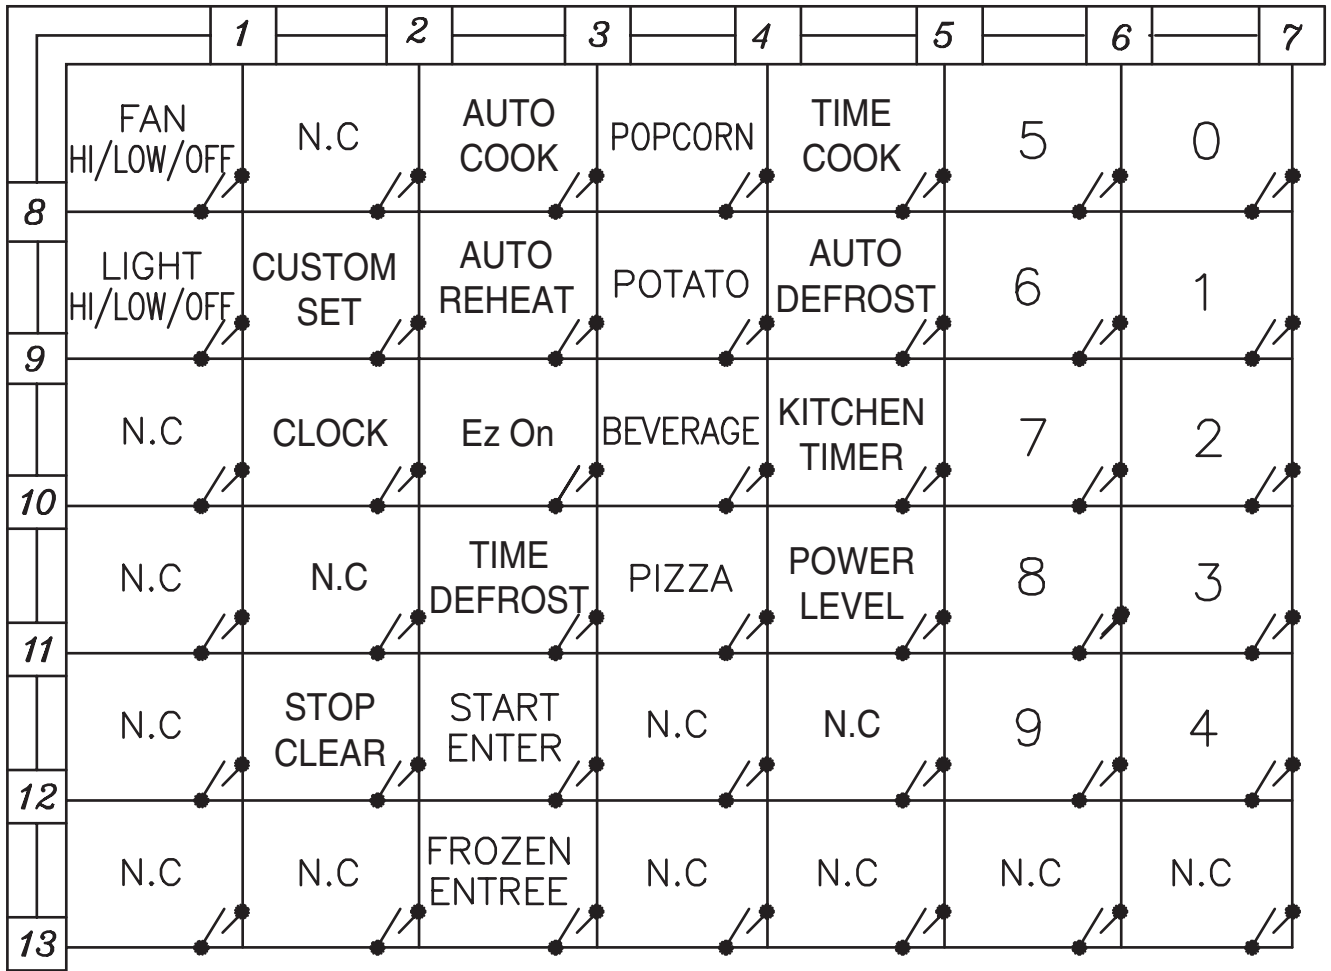 1 2 3 4 5 6 7
FAN
HI/LOW/OFF
N.C
AUTO
COOK
POPCORN
TIME
COOK
5
0
8
LIGHT
HI/LOW/OFF
CUSTOM
SET
AUTO
REHEAT
POTATO
AUTO
DEFROST
6
1
9
N.C
CLOCK
Ez On
BEVERAGE
KITCHEN
TIMER
7
2
10
N.C
N.C
TIME
DEFROST
PIZZA
POWER
LEVEL
8
3
11
N.C
STOP
CLEAR
START
ENTER
N.C
N.C
9
4
12
N.C
N.C
FROZEN
ENTREE
N.C
N.C
N.C
N.C
13